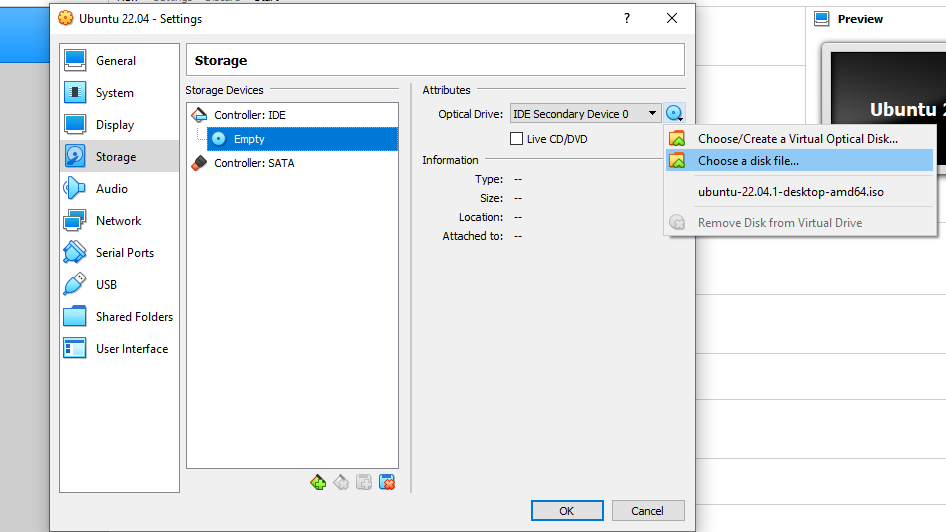 Ubuntu 22.04 - Settings
?
Preview
General
System
Display
Storage
Audio
Network
Serial Ports
USB
Shared Folders
User Interface
Storage
Storage Devices
Controller: IDE
Empty
Controller: SATA
Attributes
Optical Drive: IDE Secondary Device 0
Live CD/DVD
Information
Type: --
Size: --
Location: --
Attached to: --
Choose/Create a Virtual Optical Disk...
Choose a disk file...
ubuntu-22.04.1-desktop-amd64.iso
Remove Disk from Virtual Drive
Ubuntu 2
OK
Cancel